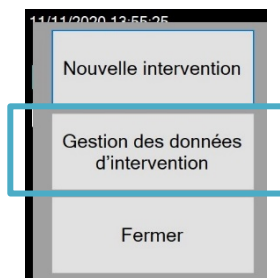 11/11/2020 13:55:25
Nouvelle intervention
Gestion des données
d'intervention
Fermer